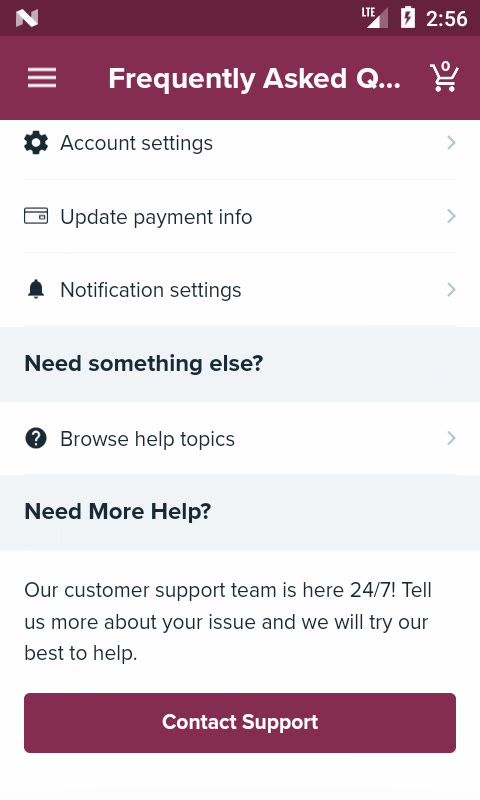 LTE 2:56
Frequently Asked Q... 0
Account settings
Update payment info
Notification settings
Need something else?
Browse help topics
Need More Help?
Our customer support team is here 24/7! Tell
us more about your issue and we will try our
best to help.
Contact Support